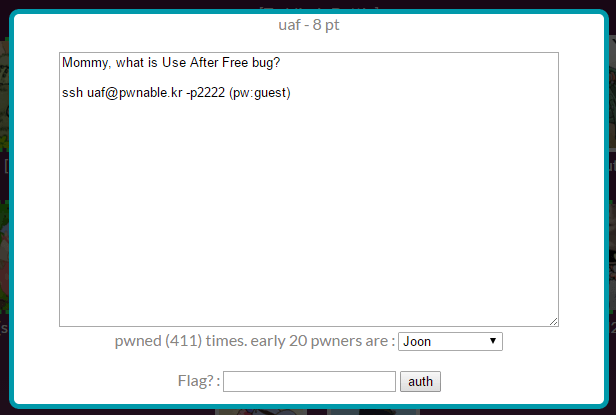 uaf - 8 pt
Mommy, what is Use After Free bug?
ssh uaf@pwnable.kr -p2222 (pw:guest)
pwned (411) times. early 20 pwners are : Joon
Flag? : auth